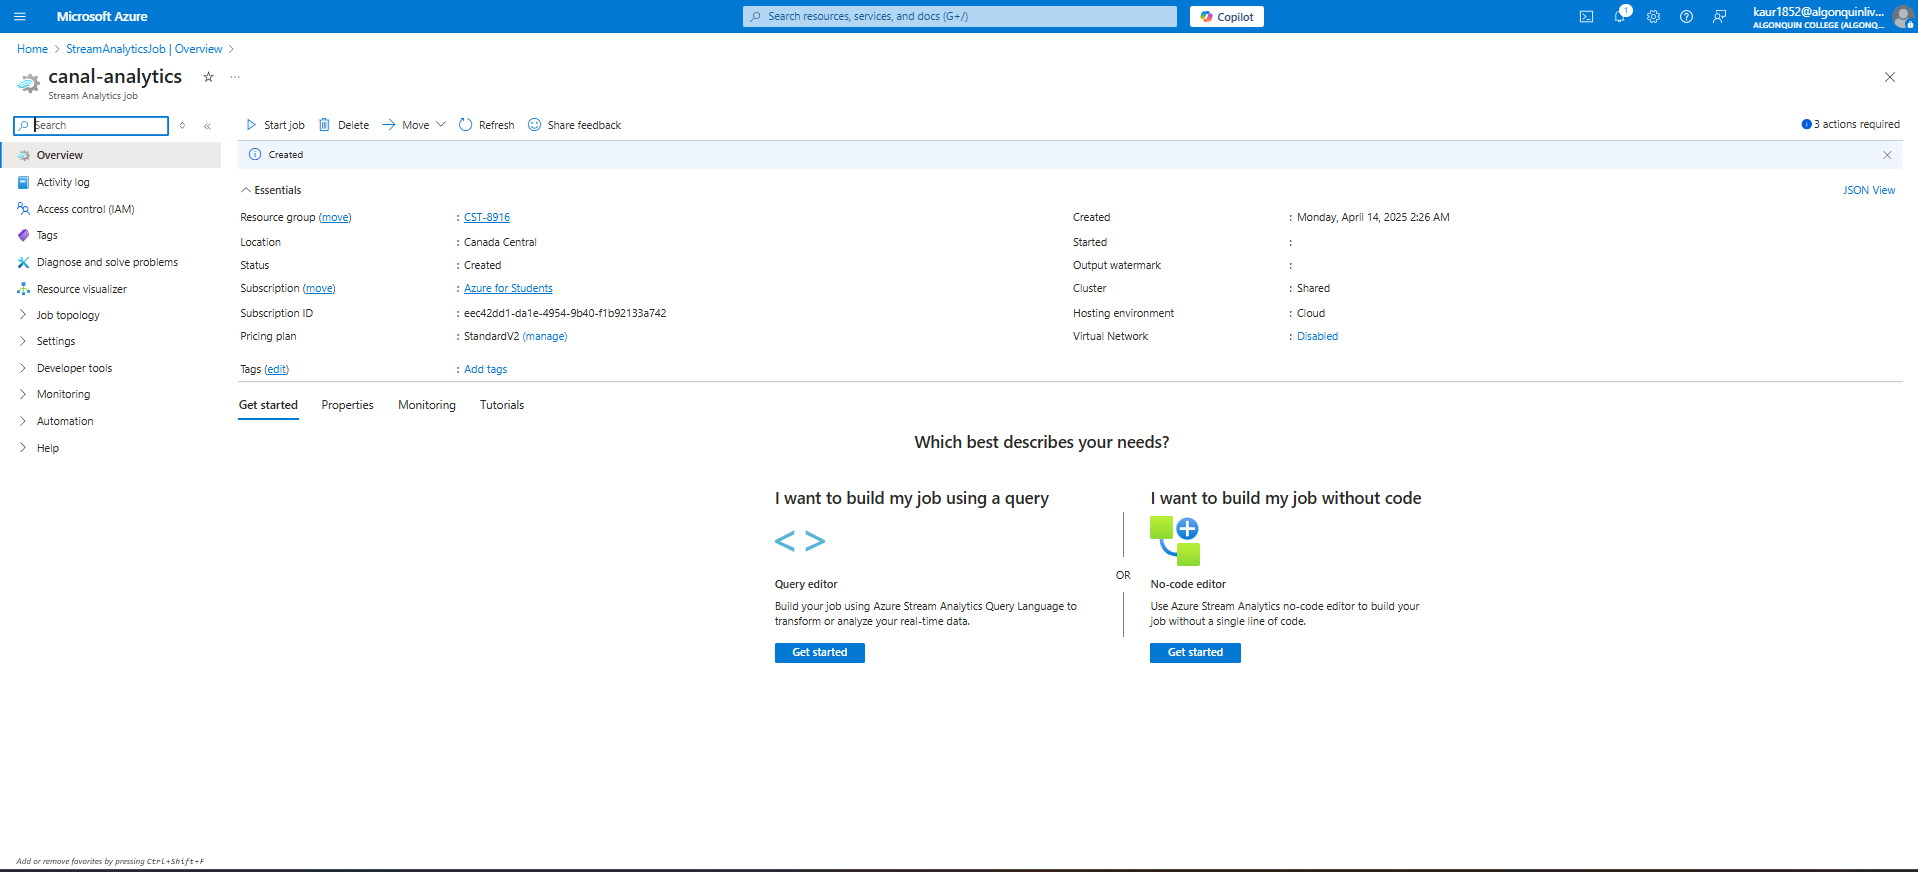 Microsoft Azure
Search resources, services, and docs (G+/)
Copilot
1
kaur1852@algonquinliv...
ALGONQUIN COLLEGE (ALGONQ...
Home > StreamAnalyticsJob | Overview >
canal-analytics
Stream Analytics job
Search
Start job
Delete
Move
Refresh
Share feedback
3 actions required
Overview
Activity log
Access control (IAM)
Tags
Diagnose and solve problems
Resource visualizer
Job topology
Settings
Developer tools
Monitoring
Automation
Help
Created
Essentials
JSON View
Resource group (move) : CST-8916
Location : Canada Central
Status : Created
Subscription (move) : Azure for Students
Subscription ID : eec42dd1-da1e-4954-9b40-f1b92133a742
Pricing plan : StandardV2 (manage)
Tags (edit) : Add tags
Created : Monday, April 14, 2025 2:26 AM
Started :
Output watermark :
Cluster : Shared
Hosting environment : Cloud
Virtual Network : Disabled
Get started
Properties
Monitoring
Tutorials
Which best describes your needs?
I want to build my job using a query
< >
Query editor
Build your job using Azure Stream Analytics Query Language to
transform or analyze your real-time data.
Get started
OR
I want to build my job without code
No-code editor
Use Azure Stream Analytics no-code editor to build your
job without a single line of code.
Get started
Add or remove favorites by pressing Ctrl+Shift+F